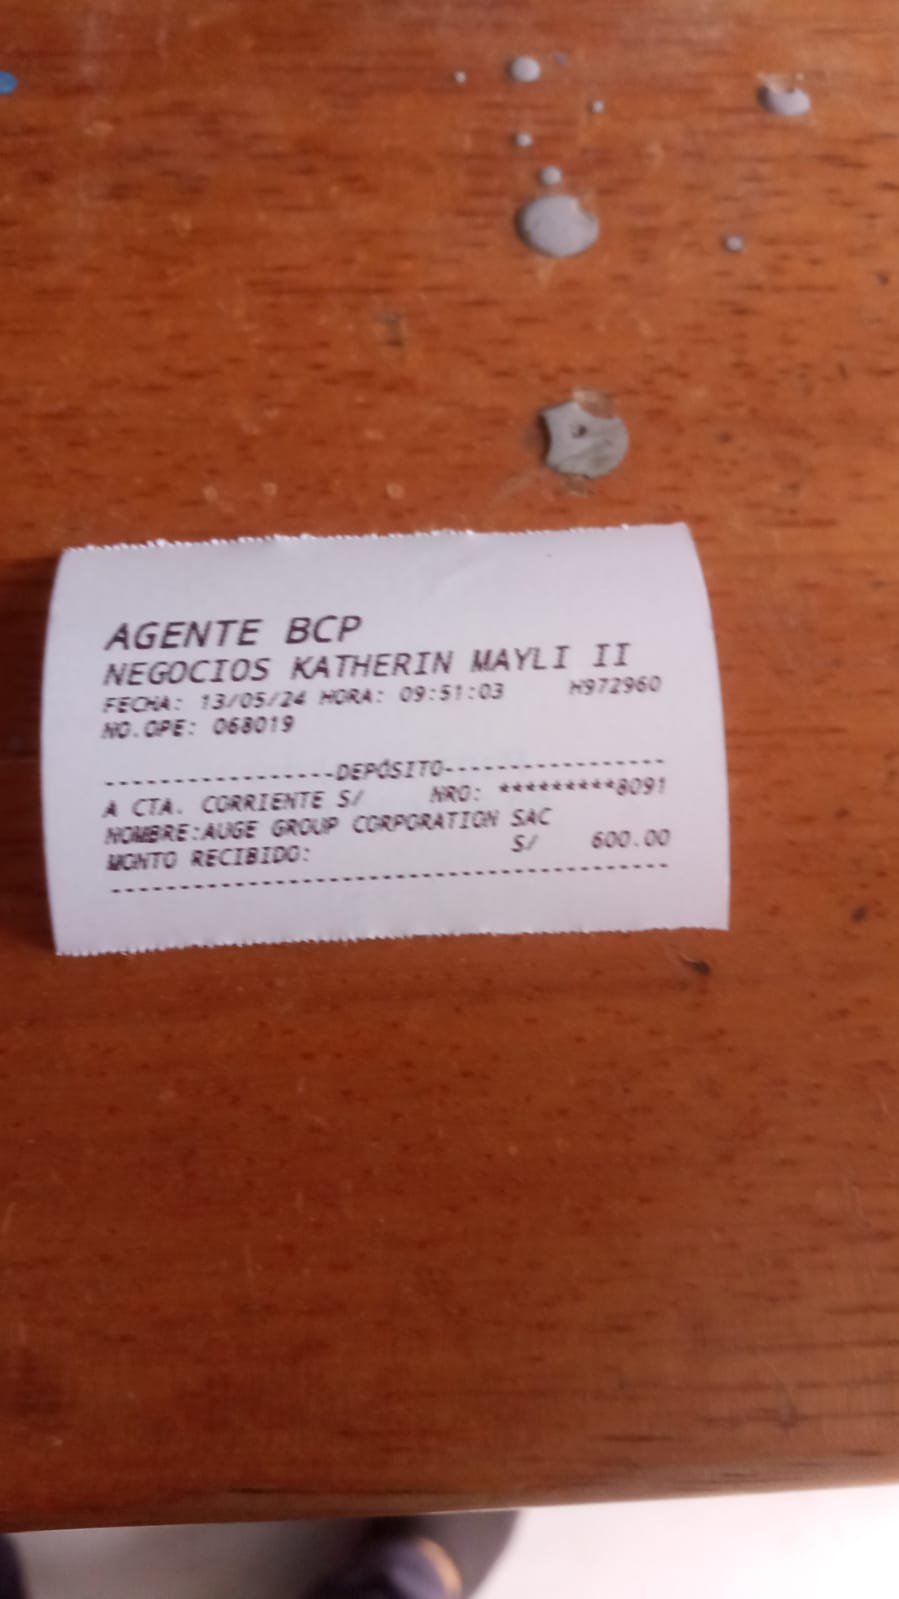 AGENTE BCP
NEGOCIOS KATHERIN MAYLI II
FECHA: 13/05/24 HORA: 09:51:03 H972960
NO.OPE: 068019
-----------------DEPÓSITO-----------------
A CTA. CORRIENTE S/ NRO: *********8091
NOMBRE:AUGE GROUP CORPORATION SAC
MONTO RECIBIDO: S/ 600.00
------------------------------------------